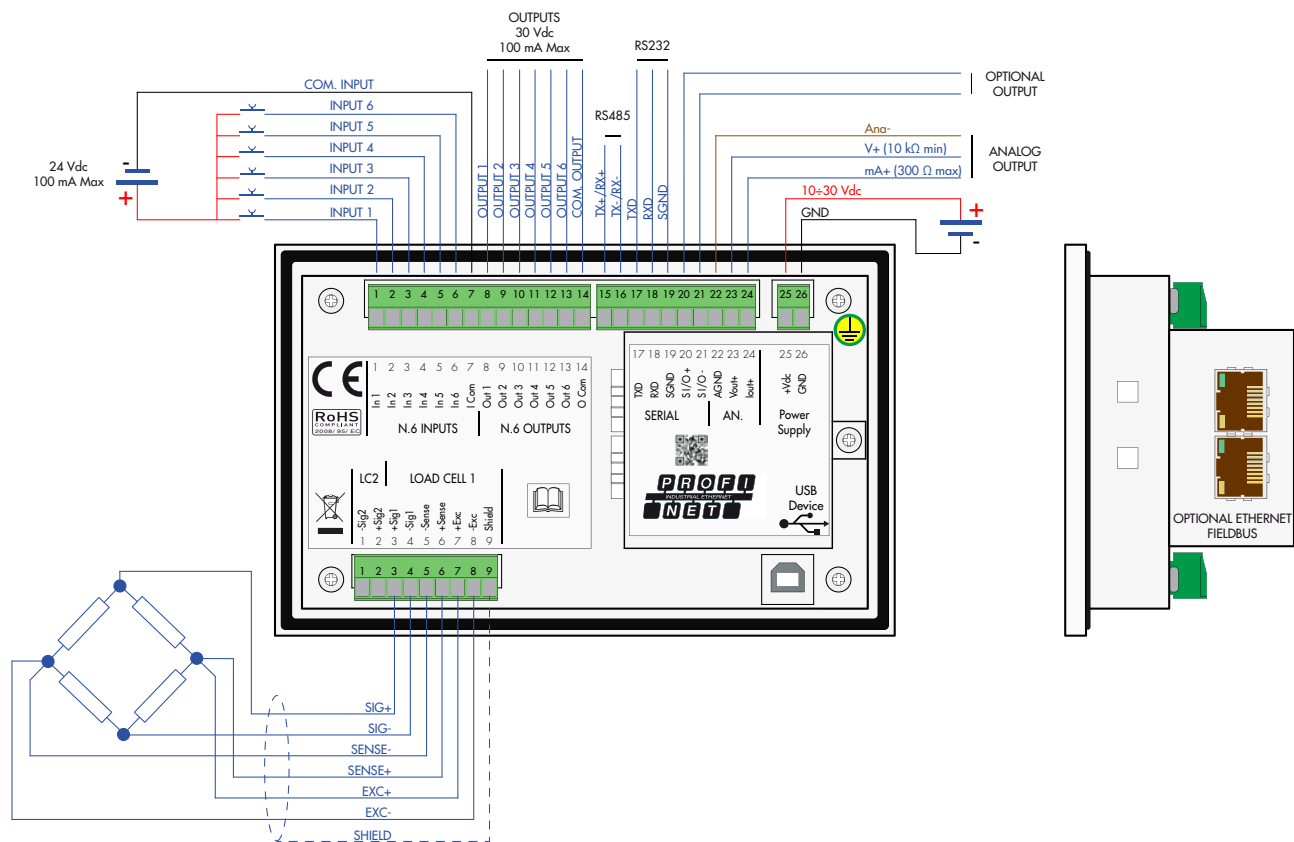 OUTPUTS
30 Vdc
100 mA Max
RS232
COM. INPUT
INPUT 6
INPUT 5
INPUT 4
INPUT 3
INPUT 2
INPUT 1
24 Vdc
100 mA Max
-
+
OUTPUT 1
OUTPUT 2
OUTPUT 3
OUTPUT 4
OUTPUT 5
OUTPUT 6
COM. OUTPUT
RS485
TX+/RX+
TX-/RX-
TXD
RXD
SGND
OPTIONAL
OUTPUT
Ana-
V+ (10 kΩ min)
mA+ (300 Ω max)
ANALOG
OUTPUT
10÷30 Vdc
GND
+
-
1 2 3 4 5 6 7 8 9 10 11 12 13 14
15 16 17 18 19 20 21 22 23 24
25 26
CE
RoHS
COMPLIANT
2008/95/EC
1 2 3 4 5 6 7 8 9 10 11 12 13 14
In 1
In 2
In 3
In 4
In 5
In 6
I Com
Out 1
Out 2
Out 3
Out 4
Out 5
Out 6
O Com
N.6 INPUTS
N.6 OUTPUTS
17 18 19 20 21 22 23 24
25 26
TXD
RXD
SGND
S I/O +
S I/O -
AGND
Vout+
Iout+
+Vdc
GND
SERIAL
AN.
Power
Supply
PROFI
INDUSTRIAL ETHERNET
NET
USB
Device
LC2
LOAD CELL 1
-Sig2
+Sig2
+Sig1
-Sig1
-Sense
+Sense
+Exc
-Exc
Shield
1 2 3 4 5 6 7 8 9
1 2 3 4 5 6 7 8 9
OPTIONAL ETHERNET
FIELDBUS
SIG+
SIG-
SENSE-
SENSE+
EXC+
EXC-
SHIELD